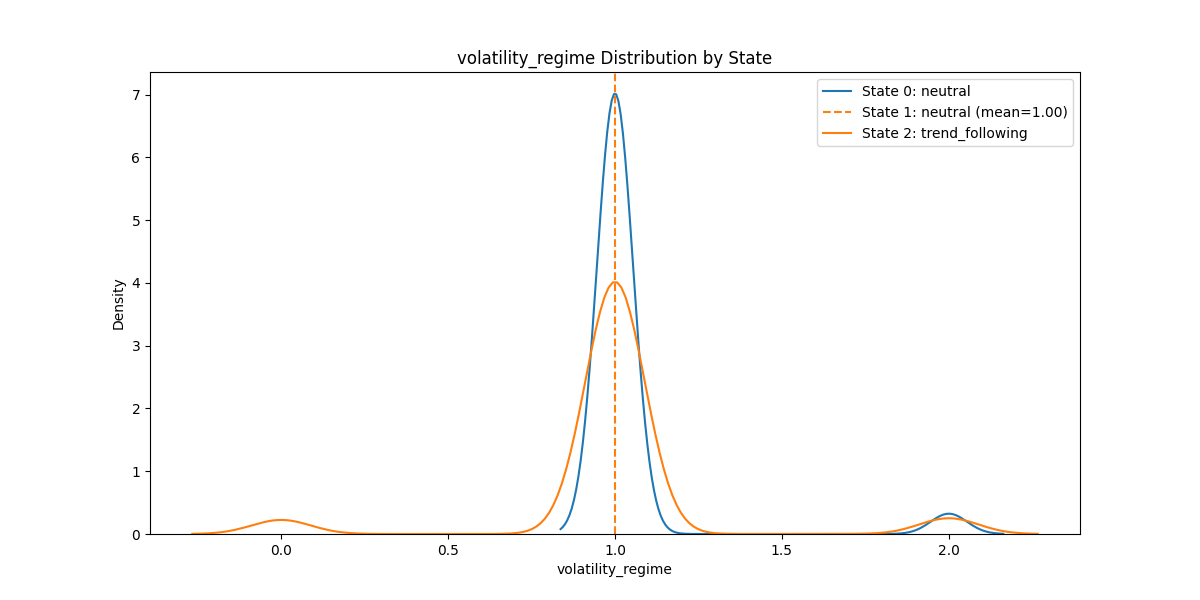 volatility_regime Distribution by State
State 0: neutral
State 1: neutral (mean=1.00)
State 2: trend_following
7
6
5
4
3
2
1
0
Density
0.0 0.5 1.0 1.5 2.0
volatility_regime